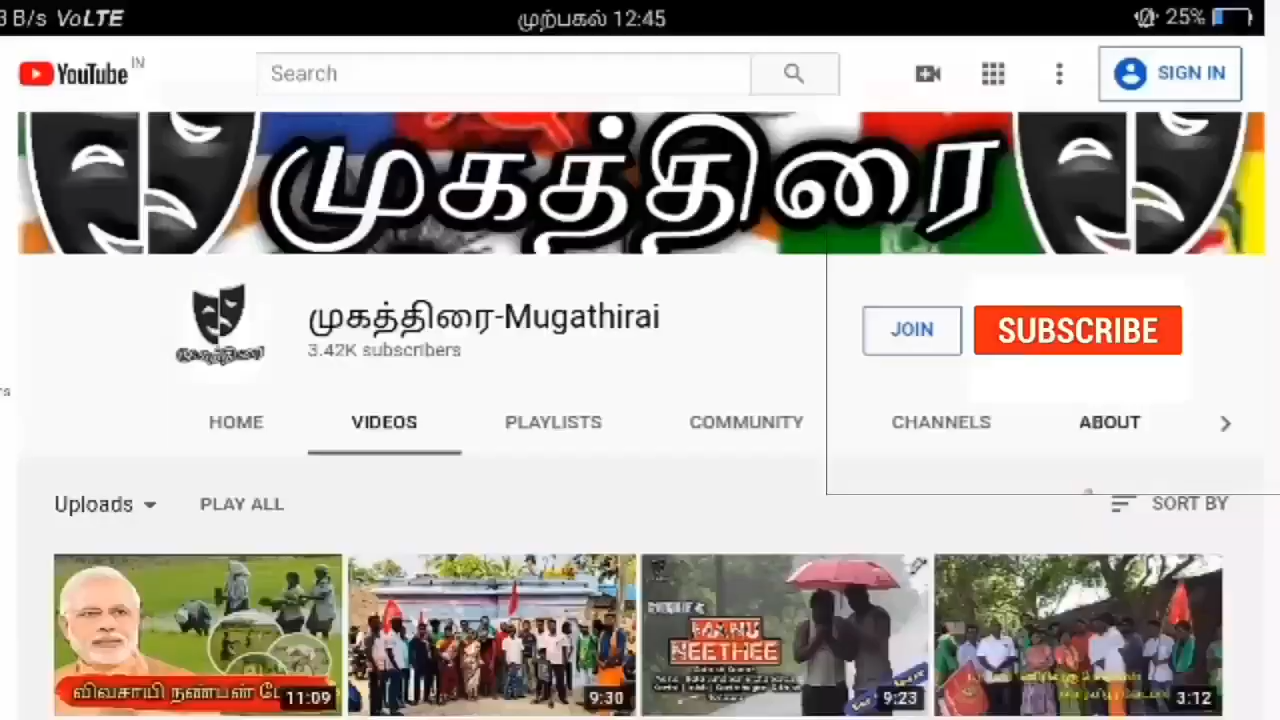 3 B/s VoLTE முற்பகல் 12:45 25%
YouTube IN Search SIGN IN
முகத்திரை
முகத்திரை-Mugathirai JOIN SUBSCRIBE
முகத்திரை
3.42K subscribers
HOME VIDEOS PLAYLISTS COMMUNITY CHANNELS ABOUT
Uploads PLAY ALL SORT BY
MANU
NEETHEE
விவசாயி நண்பன் 11:09 9:30 9:23 3:12